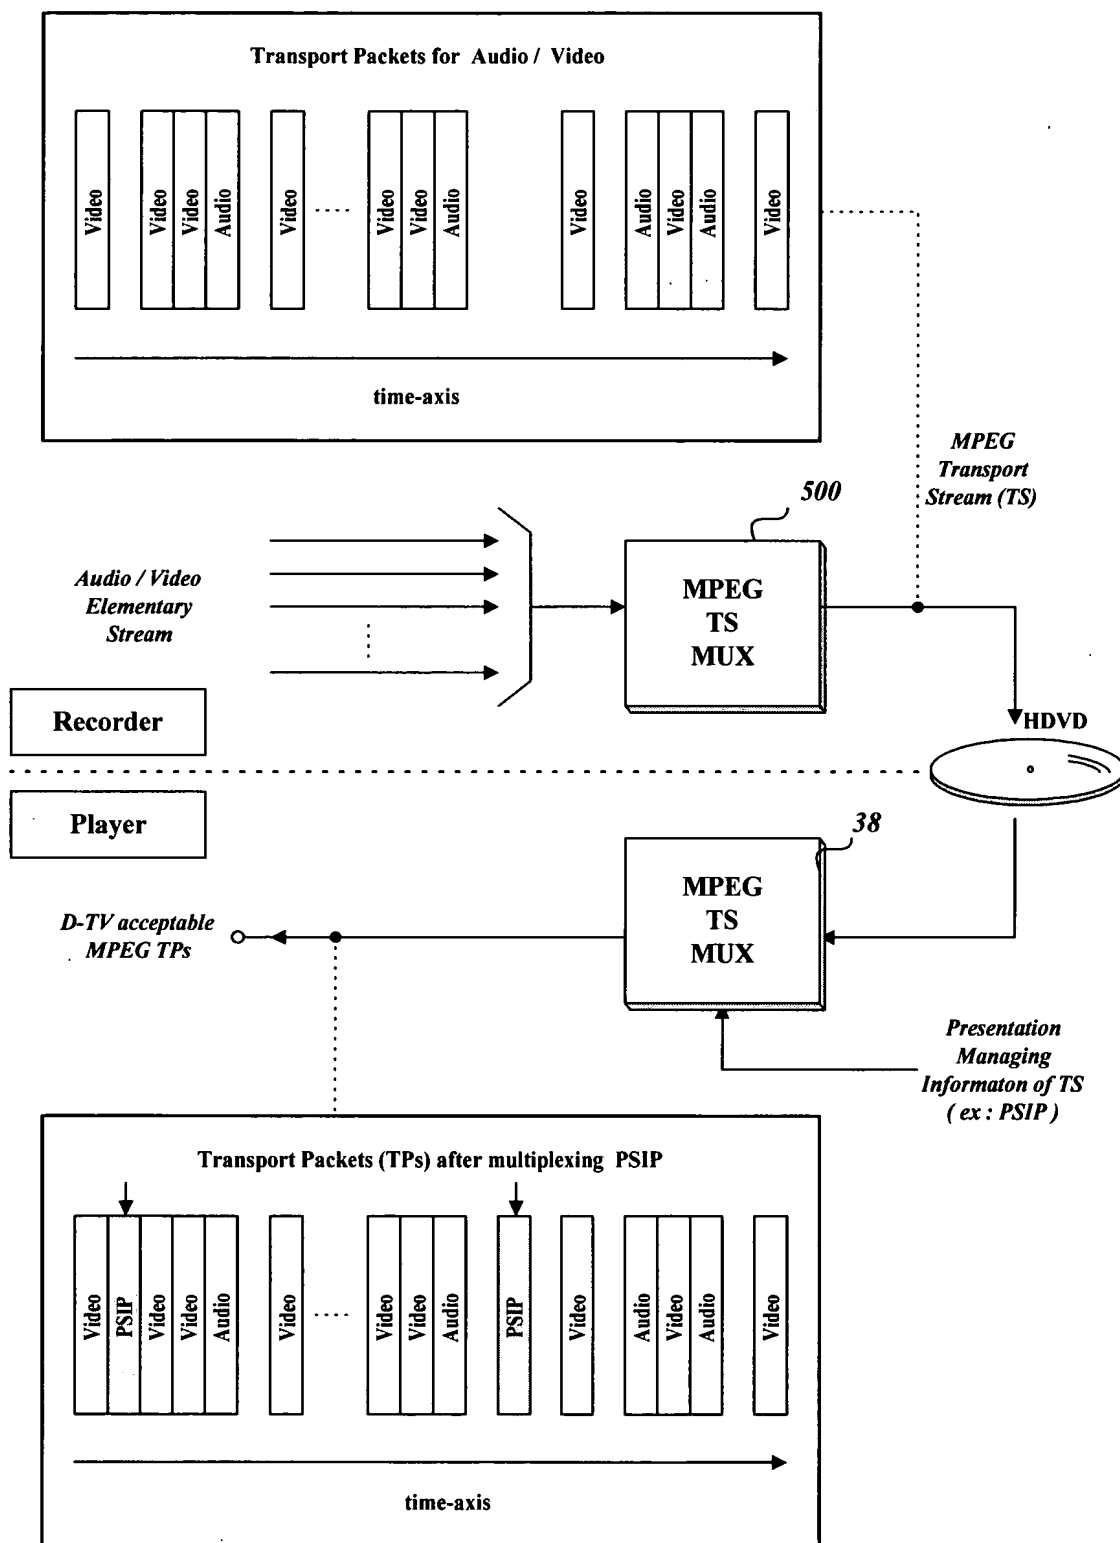 Transport Packets for Audio / Video
Video
Video
Video
Audio
Video
Video
Video
Audio
Video
Audio
Video
Audio
Video
time-axis
MPEG
Transport
Stream (TS)
500
Audio / Video
Elementary
Stream
MPEG
TS
MUX
Recorder
HDVD
Player
38
MPEG
TS
MUX
D-TV acceptable
MPEG TPs
Presentation
Managing
Informaton of TS
( ex : PSIP )
Transport Packets (TPs) after multiplexing PSIP
Video
PSIP
Video
Video
Audio
Video
Video
Video
Audio
PSIP
Video
Audio
Video
Audio
Video
time-axis